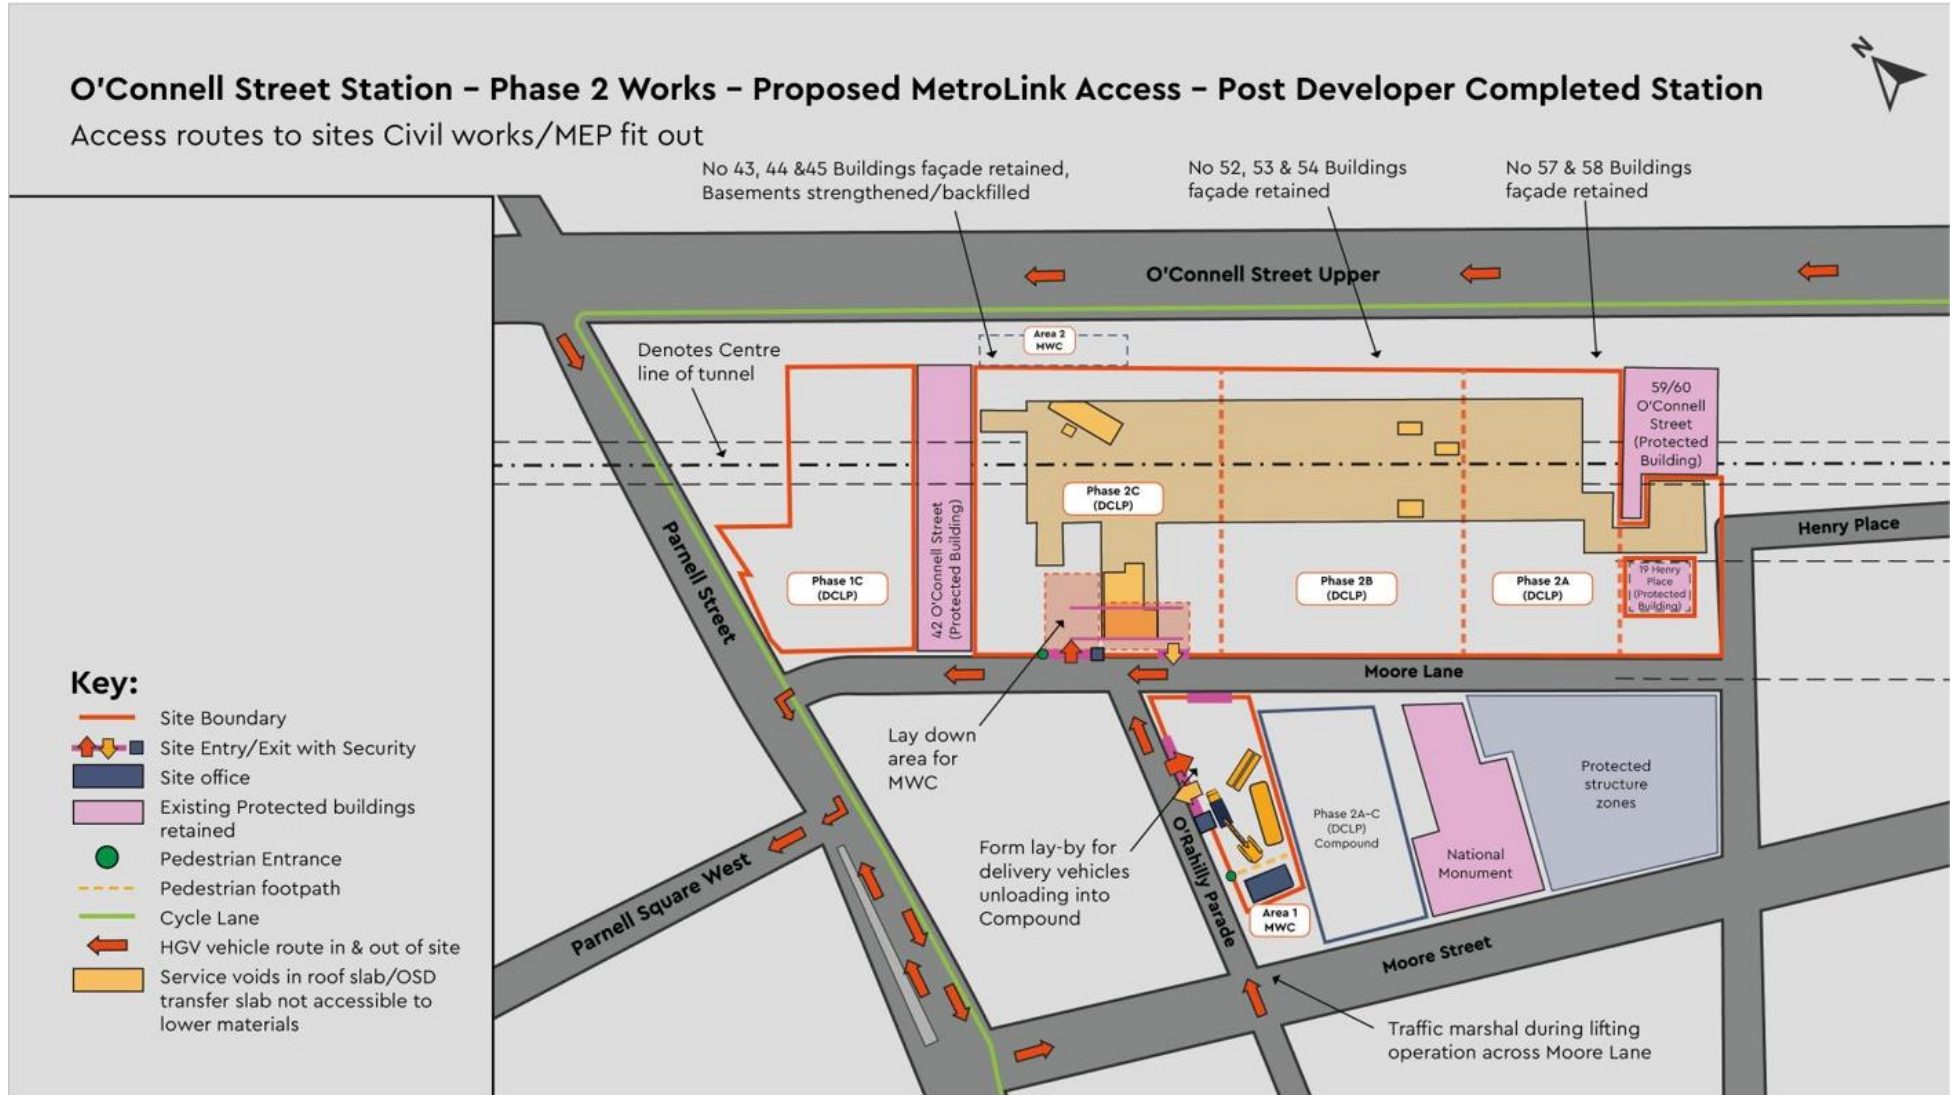 N
O'Connell Street Station – Phase 2 Works – Proposed MetroLink Access – Post Developer Completed Station
Access routes to sites Civil works/MEP fit out
No 43, 44 &45 Buildings façade retained,
Basements strengthened/backfilled
No 52, 53 & 54 Buildings
façade retained
No 57 & 58 Buildings
façade retained
O'Connell Street Upper
Area 2
MWC
Denotes Centre
line of tunnel
59/60
O'Connell
Street
(Protected
Building)
Phase 2C
(DCLP)
Henry Place
Parnell Street
42 O'Connell Street
(Protected Building)
Phase 1C
(DCLP)
Phase 2B
(DCLP)
Phase 2A
(DCLP)
19 Henry
Place
(Protected
Building)
Moore Lane
Lay down
area for
MWC
Form lay-by for
delivery vehicles
unloading into
Compound
O'Rahilly Parade
Phase 2A-C
(DCLP)
Compound
National
Monument
Protected
structure
zones
Area 1
MWC
Parnell Square West
Moore Street
Traffic marshal during lifting
operation across Moore Lane
Key:
Site Boundary
Site Entry/Exit with Security
Site office
Existing Protected buildings
retained
Pedestrian Entrance
Pedestrian footpath
Cycle Lane
HGV vehicle route in & out of site
Service voids in roof slab/OSD
transfer slab not accessible to
lower materials